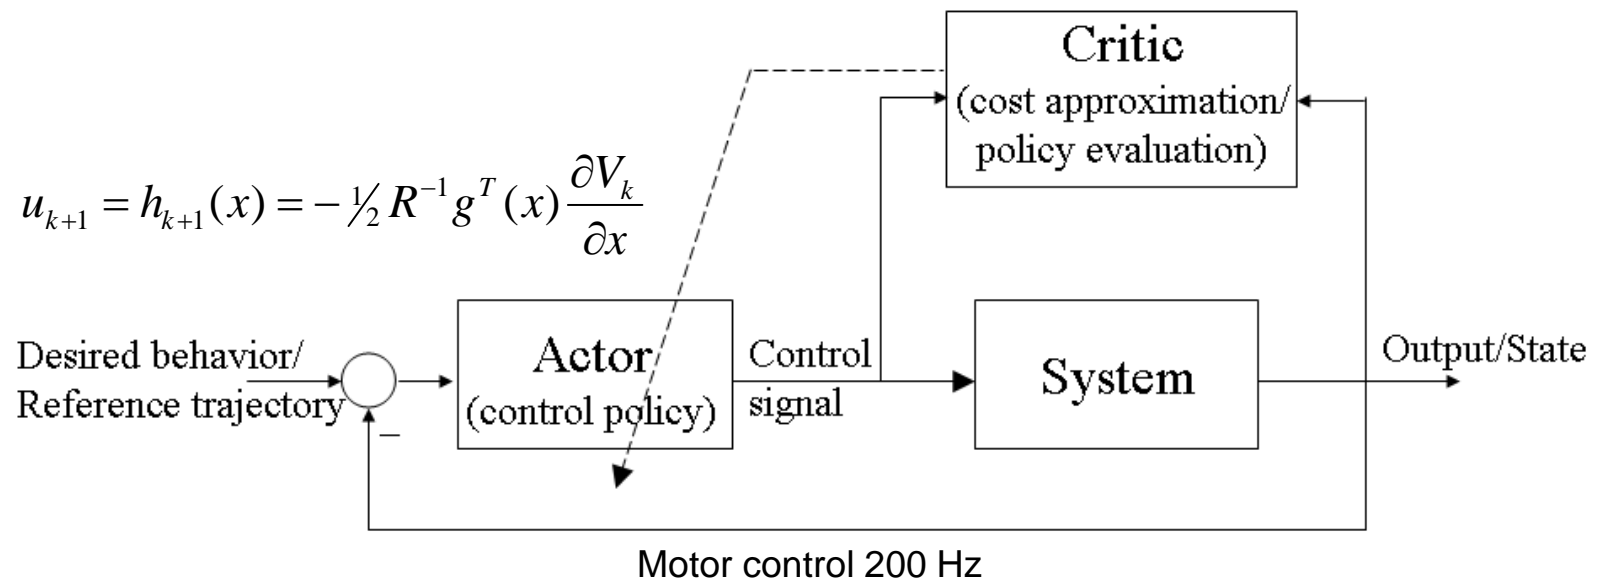 Critic
(cost approximation/
policy evaluation)
u_{k+1} = h_{k+1}(x) = -½ R^{-1} g^T(x) ∂V_k/∂x
Desired behavior/
Reference trajectory
−
Actor
(control policy)
Control
signal
System
Output/State
Motor control 200 Hz